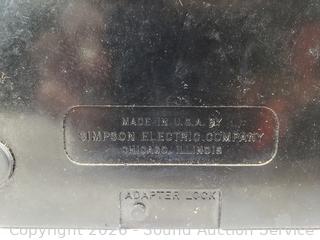 MADE IN U.S.A. BY
SIMPSON ELECTRIC COMPANY
CHICAGO, ILLINOIS
ADAPTER LOCK
Copyright 2026 - Sound Auction Service